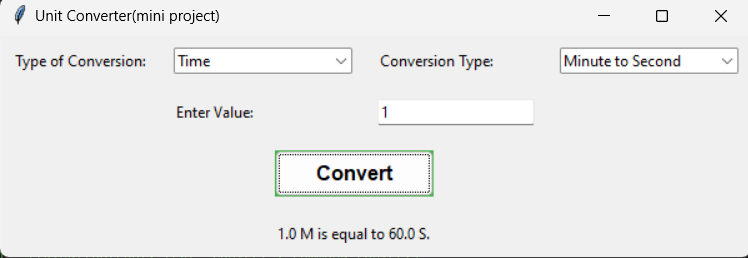 Unit Converter(mini project)
Type of Conversion: Time Conversion Type: Minute to Second
Enter Value: 1
Convert
1.0 M is equal to 60.0 S.